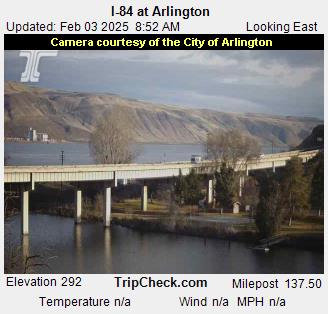 I-84 at Arlington
Updated: Feb 03 2025 8:52 AM Looking East
Camera courtesy of the City of Arlington
Elevation 292 TripCheck.com Milepost 137.50
Temperature n/a Wind n/a MPH n/a